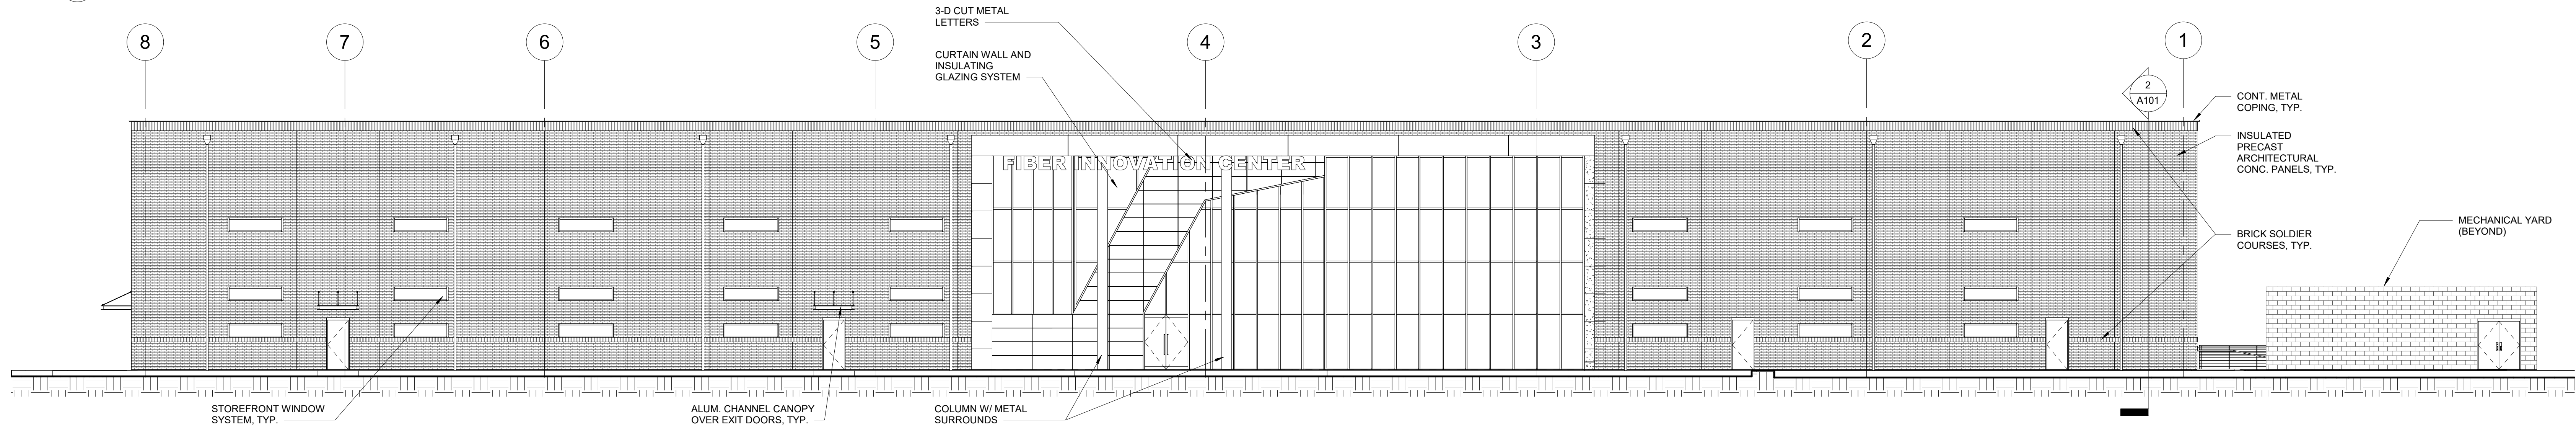 8
7
6
5
4
3
2
1
3-D CUT METAL
LETTERS
CURTAIN WALL AND
INSULATING
GLAZING SYSTEM
2
A101
CONT. METAL
COPING, TYP.
INSULATED
PRECAST
ARCHITECTURAL
CONC. PANELS, TYP.
FIBER INNOVATION CENTER
MECHANICAL YARD
(BEYOND)
BRICK SOLDIER
COURSES, TYP.
STOREFRONT WINDOW
SYSTEM, TYP.
ALUM. CHANNEL CANOPY
OVER EXIT DOORS, TYP.
COLUMN W/ METAL
SURROUNDS